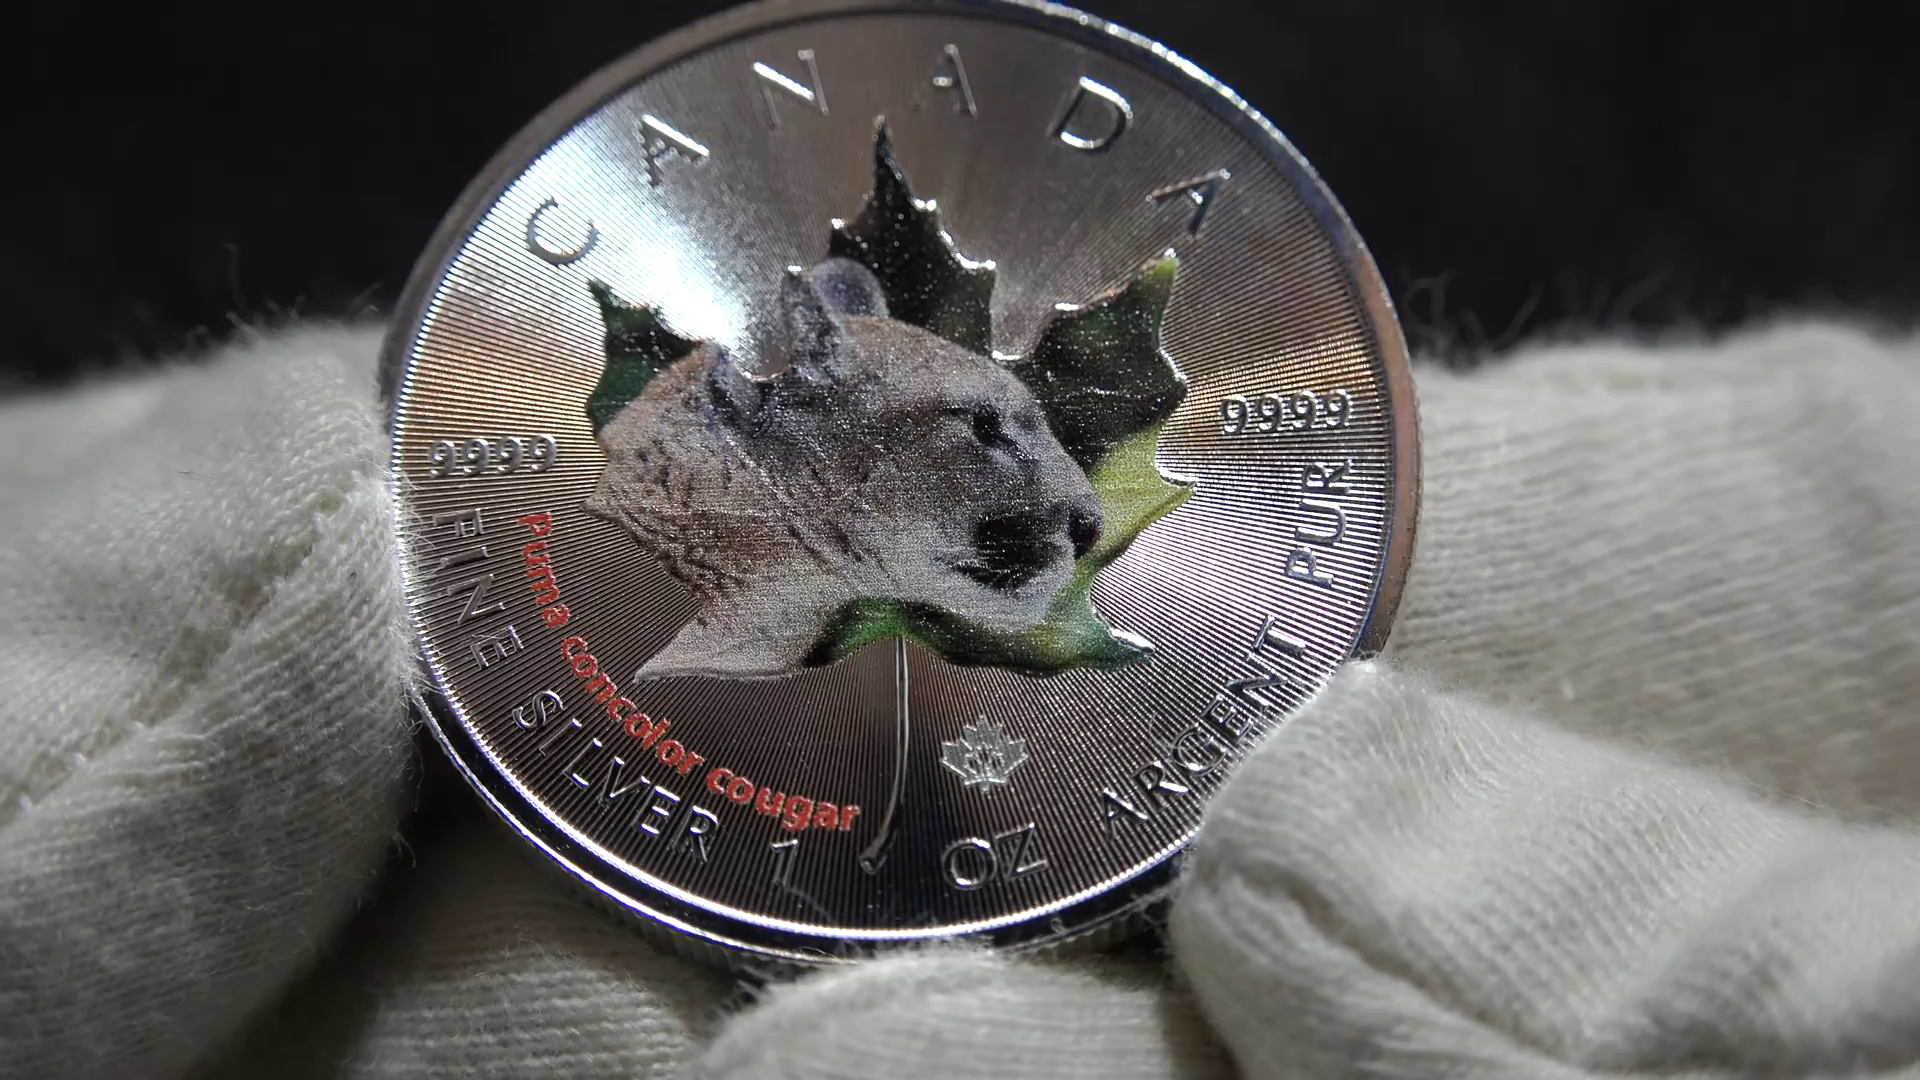 CANADA
9999
9999
FINE SILVER 1 OZ ARGENT PUR
Puma concolor cougar